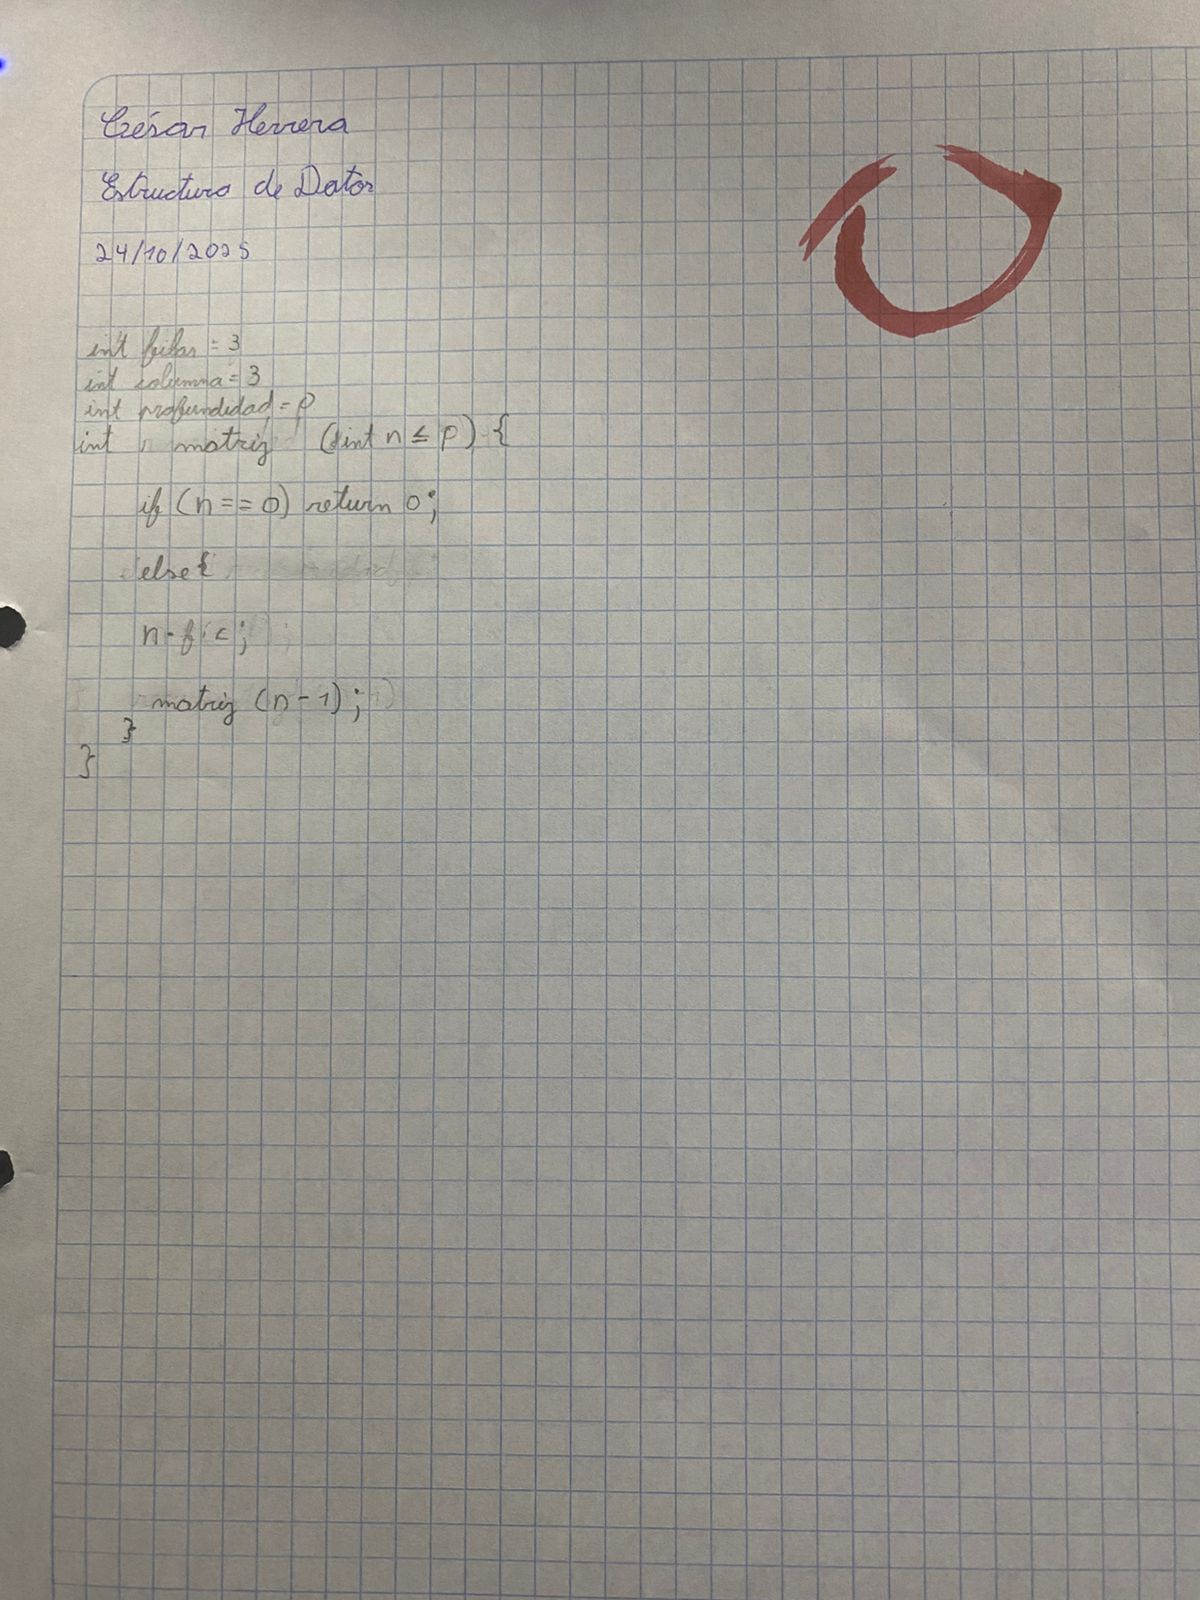 César Herrera
Estructura de Datos
24/10/2025
int filas = 3
int columna = 3
int profundidad = p
int matriz (int n ≤ p) {
if (n == 0) return 0;
else {
matriz (n - 1);
}
}